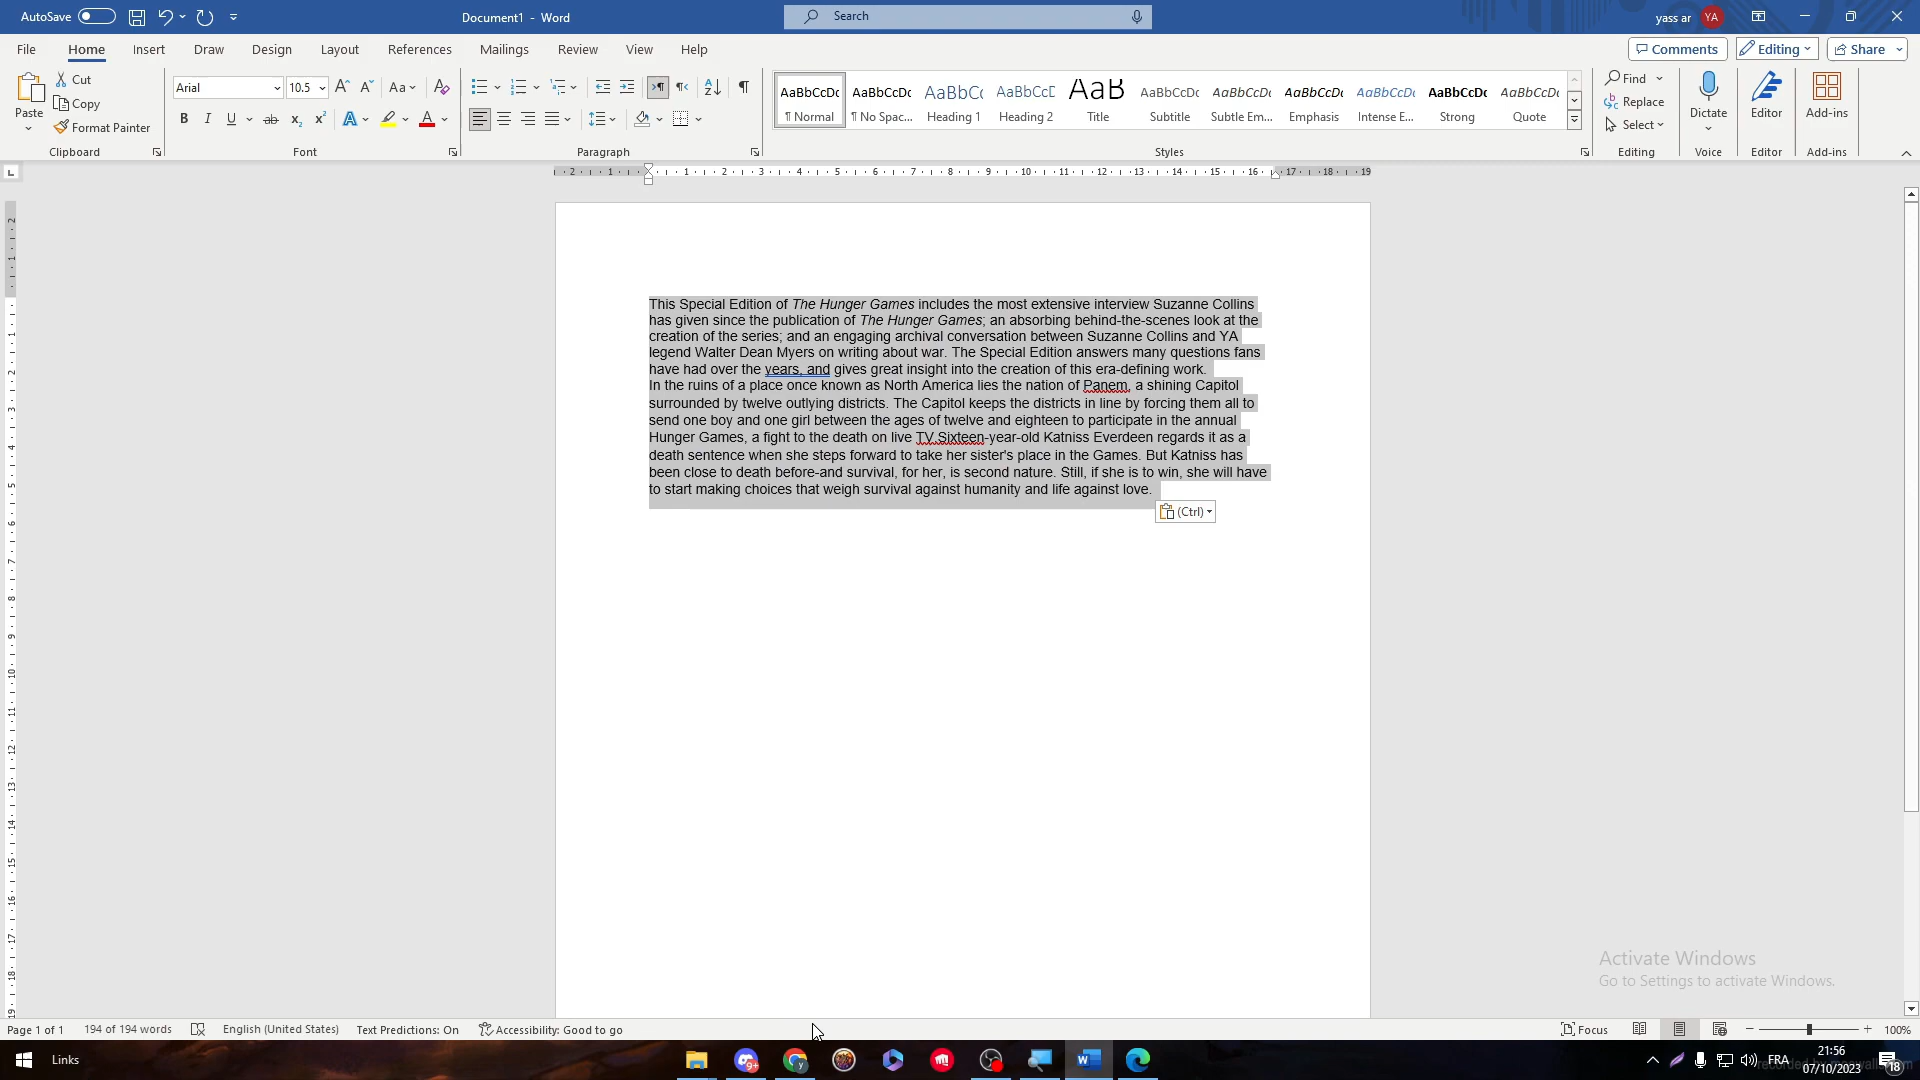 AutoSave
Document1 - Word
Search
yass ar
YA
File Home Insert Draw Design Layout References Mailings Review View Help
Comments
Editing
Share
Paste
Cut
Copy
Format Painter
Clipboard
Arial
10.5
Font
Paragraph
AaBbCcDc
¶ Normal
AaBbCcDc
¶ No Spac...
AaBbC(
Heading 1
AaBbCcC
Heading 2
AaB
Title
AaBbCcDc
Subtitle
AaBbCcDc
Subtle Em...
AaBbCcDc
Emphasis
AaBbCcDc
Intense E...
AaBbCcDc
Strong
AaBbCcDc
Quote
Styles
Find
Replace
Select
Editing
Dictate
Voice
Editor
Editor
Add-ins
Add-ins
This Special Edition of The Hunger Games includes the most extensive interview Suzanne Collins
has given since the publication of The Hunger Games; an absorbing behind-the-scenes look at the
creation of the series; and an engaging archival conversation between Suzanne Collins and YA
legend Walter Dean Myers on writing about war. The Special Edition answers many questions fans
have had over the years, and gives great insight into the creation of this era-defining work.
In the ruins of a place once known as North America lies the nation of Panem, a shining Capitol
surrounded by twelve outlying districts. The Capitol keeps the districts in line by forcing them all to
send one boy and one girl between the ages of twelve and eighteen to participate in the annual
Hunger Games, a fight to the death on live TV.Sixteen-year-old Katniss Everdeen regards it as a
death sentence when she steps forward to take her sister's place in the Games. But Katniss has
been close to death before-and survival, for her, is second nature. Still, if she is to win, she will have
to start making choices that weigh survival against humanity and life against love.
(Ctrl)
Activate Windows
Go to Settings to activate Windows.
Page 1 of 1 194 of 194 words English (United States) Text Predictions: On Accessibility: Good to go
Focus
100%
Links
FRA
21:56
07/10/2023
18